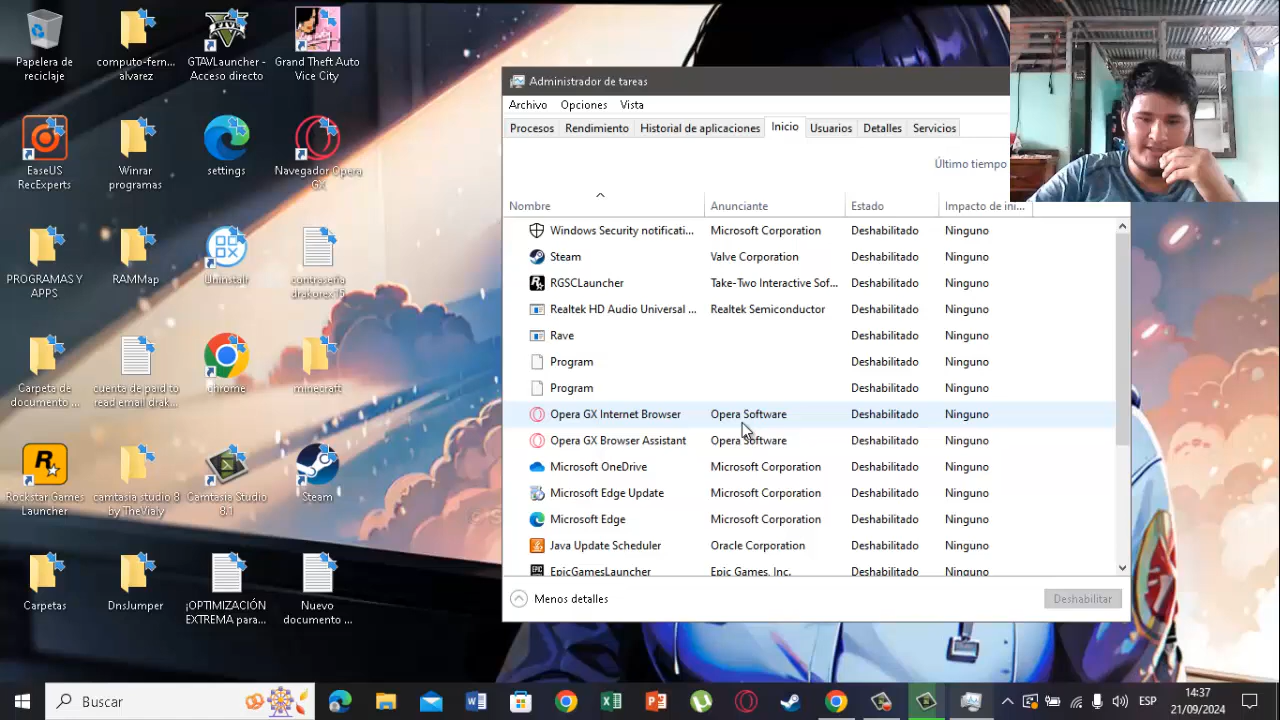 Papelera de
reciclaje
computo-fern...
alvarez
GTAVLauncher -
Acceso directo
Grand Theft Auto
Vice City
EaseUS
RecExperts
Winrar
programas
settings
Navegador Opera
GX
PROGRAMAS Y
APPS
RAMMap
Uninstalr
contraseña
drakorex15
Carpeta de
documento ...
cuenta de paid to
read email drak...
chrome
minecraft
Rockstar Games
Launcher
camtasia studio 8
by TheVialy
Camtasia Studio
8.1
Steam
Carpetas
DnsJumper
¡OPTIMIZACIÓN
EXTREMA para...
Nuevo
documento ...
Administrador de tareas
Archivo Opciones Vista
Procesos Rendimiento Historial de aplicaciones Inicio Usuarios Detalles Servicios
Último tiempo
Nombre Anunciante Estado Impacto de ini...
Windows Security notificati... Microsoft Corporation Deshabilitado Ninguno
Steam Valve Corporation Deshabilitado Ninguno
RGSCLauncher Take-Two Interactive Sof... Deshabilitado Ninguno
Realtek HD Audio Universal ... Realtek Semiconductor Deshabilitado Ninguno
Rave Deshabilitado Ninguno
Program Deshabilitado Ninguno
Program Deshabilitado Ninguno
Opera GX Internet Browser Opera Software Deshabilitado Ninguno
Opera GX Browser Assistant Opera Software Deshabilitado Ninguno
Microsoft OneDrive Microsoft Corporation Deshabilitado Ninguno
Microsoft Edge Update Microsoft Corporation Deshabilitado Ninguno
Microsoft Edge Microsoft Corporation Deshabilitado Ninguno
Java Update Scheduler Oracle Corporation Deshabilitado Ninguno
EpicGamesLauncher Epic Games, Inc. Deshabilitado Ninguno
Menos detalles Deshabilitar
Buscar
ESP
14:37
21/09/2024